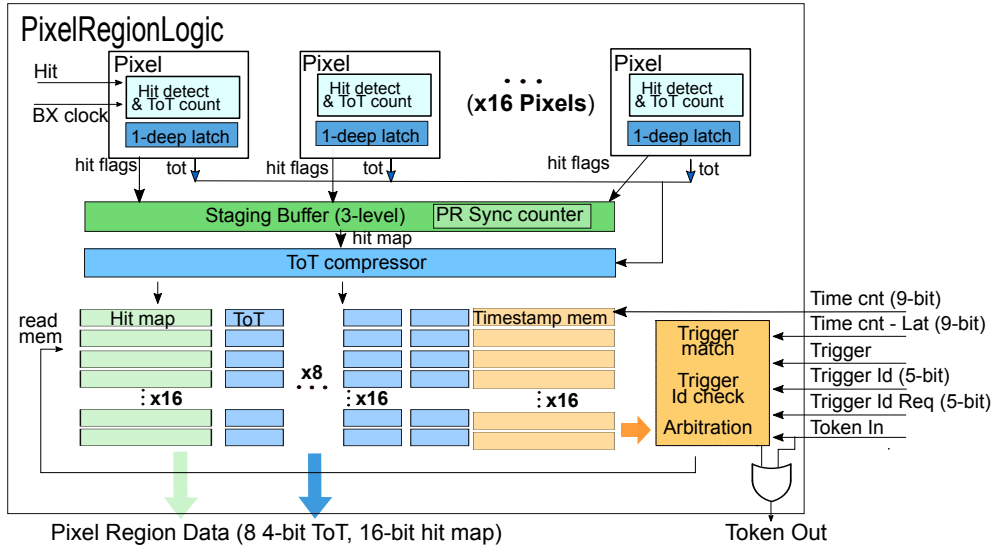 PixelRegionLogic
Pixel
Pixel
Pixel
Hit
Hit detect
& ToT count
Hit detect
& ToT count
Hit detect
& ToT count
(x16 Pixels)
BX clock
1-deep latch
1-deep latch
1-deep latch
hit flags
tot
hit flags
tot
hit flags
tot
Staging Buffer (3-level)
PR Sync counter
hit map
ToT compressor
Time cnt (9-bit)
read
mem
Hit map
ToT
Timestamp mem
Time cnt - Lat (9-bit)
Trigger
match
Trigger
x8
Trigger Id (5-bit)
Trigger
Id check
x16
x16
x16
Trigger Id Req (5-bit)
Arbitration
Token In
Pixel Region Data (8 4-bit ToT, 16-bit hit map)
Token Out